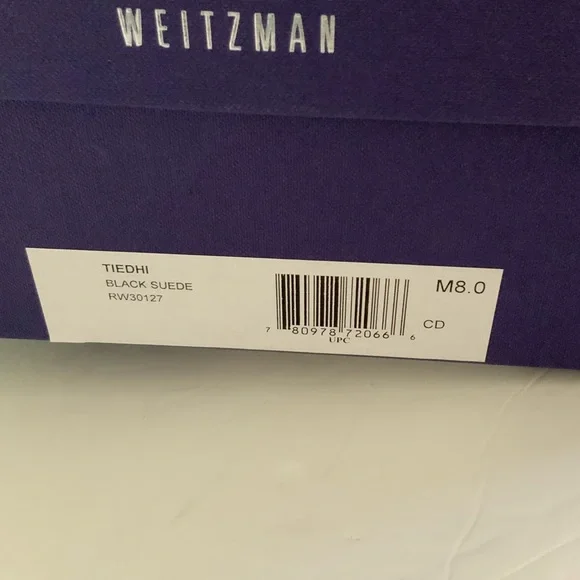 WEITZMAN
TIEDHI
BLACK SUEDE
RW30127
M8.0
7 80978 72066 6
UPC
CD